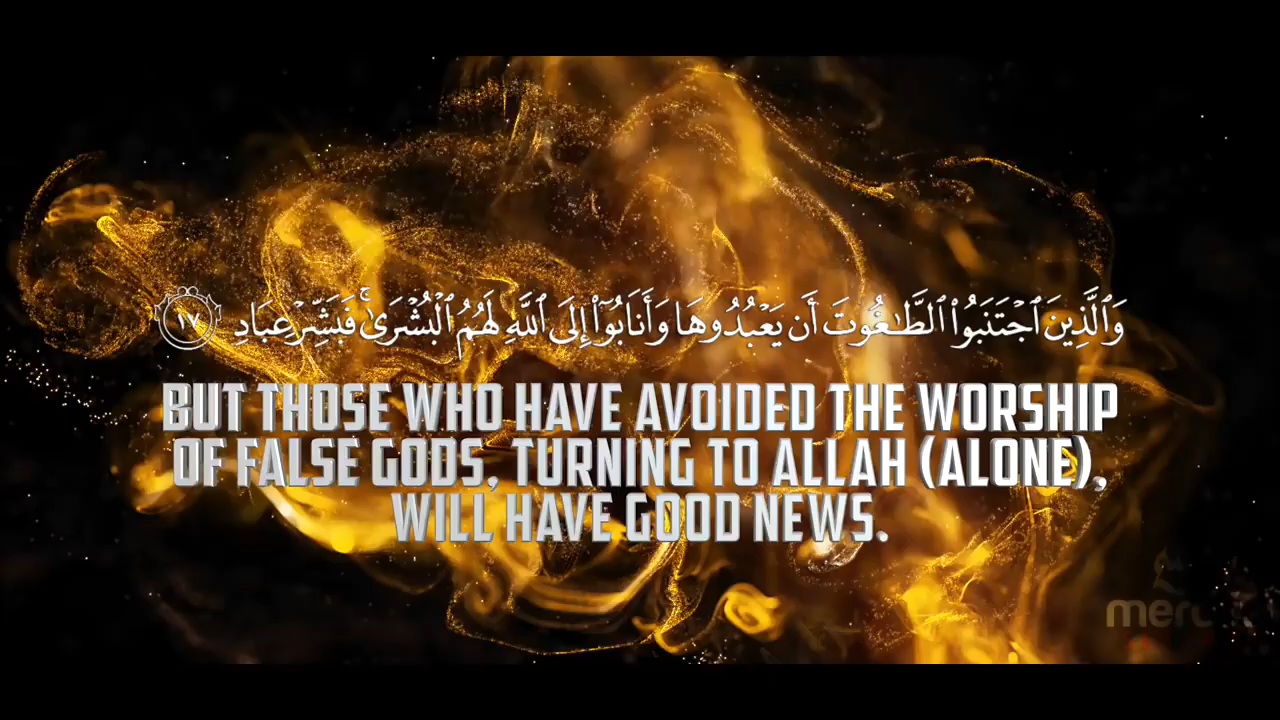 وَٱلَّذِينَ ٱجْتَنَبُوا۟ ٱلطَّـٰغُوتَ أَن يَعْبُدُوهَا وَأَنَابُوٓا۟ إِلَى ٱللَّهِ لَهُمُ ٱلْبُشْرَىٰ ۚ فَبَشِّرْ عِبَادِ ١٧
BUT THOSE WHO HAVE AVOIDED THE WORSHIP
OF FALSE GODS, TURNING TO ALLAH (ALONE),
WILL HAVE GOOD NEWS.